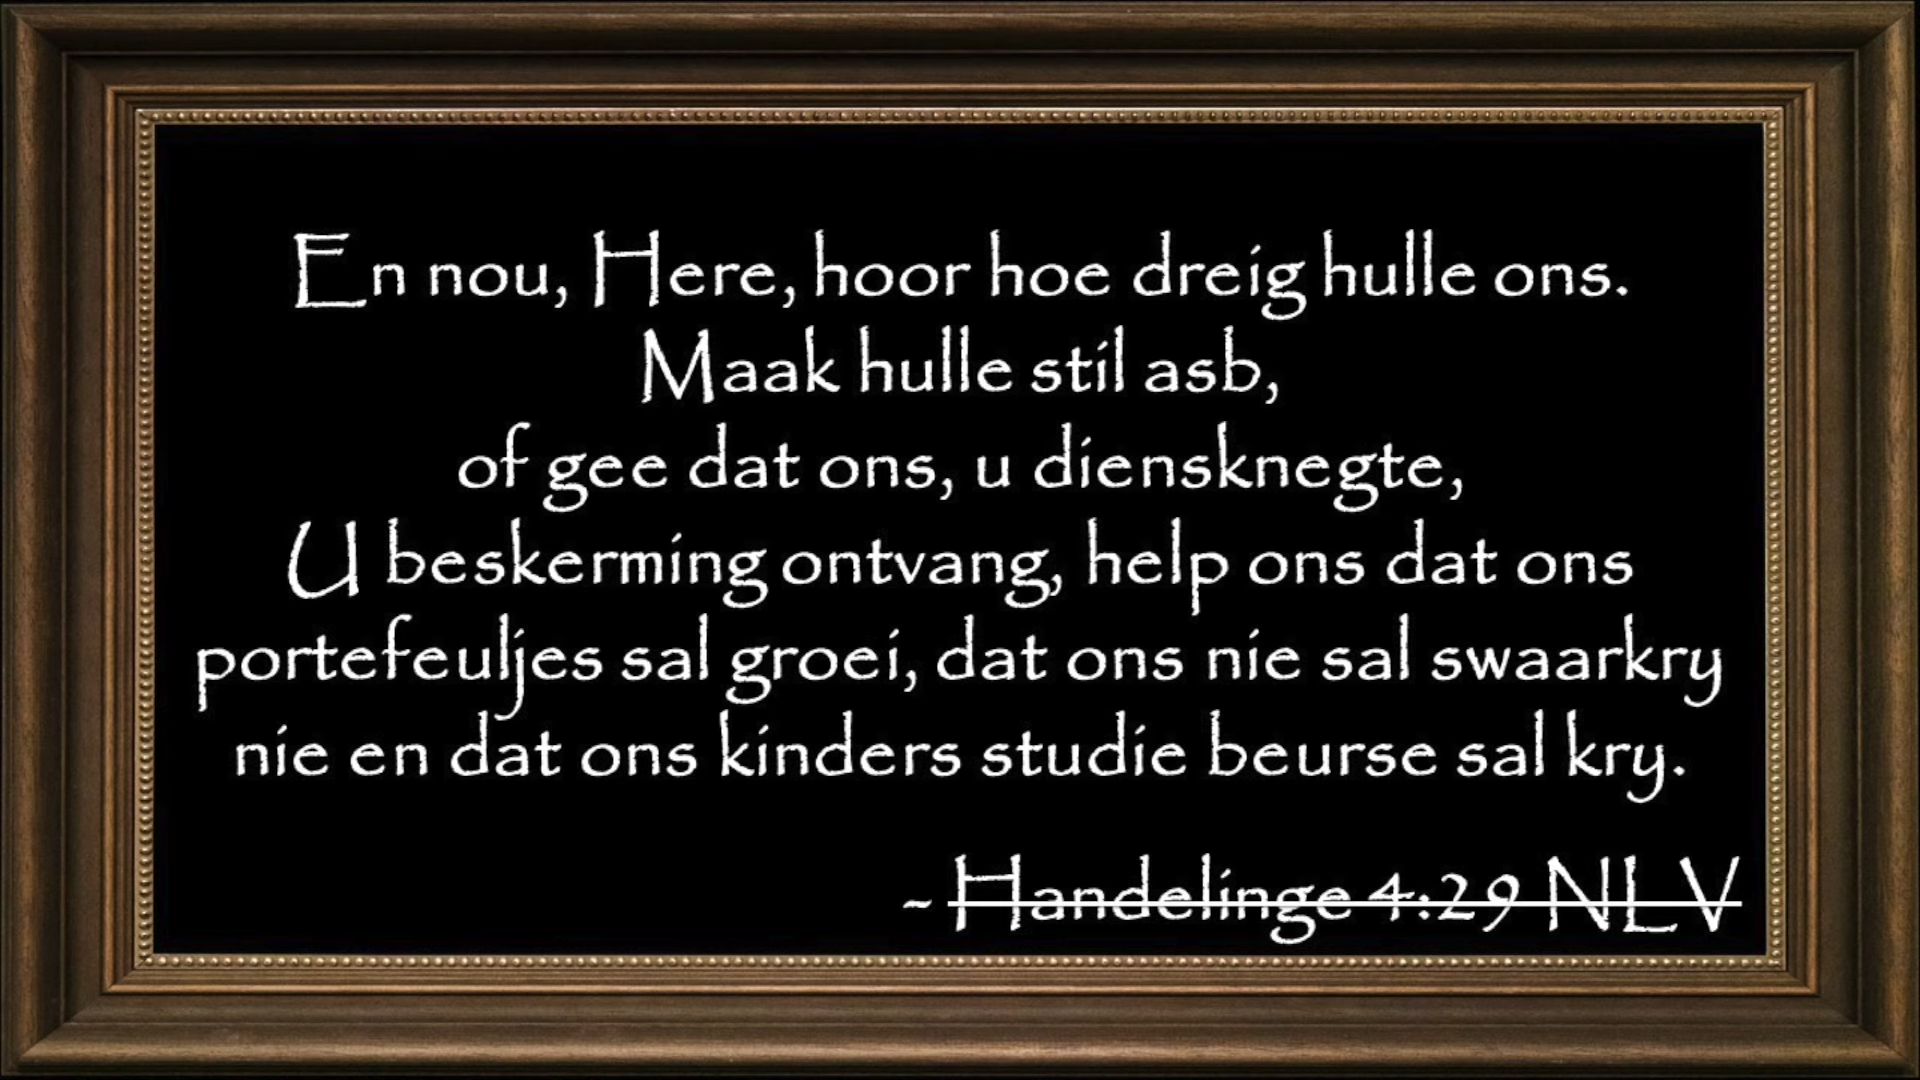 En nou, Here, hoor hoe dreig hulle ons.
Maak hulle stil asb,
of gee dat ons, u diensknegte,
U beskerming ontvang, help ons dat ons
portefeuljes sal groei, dat ons nie sal swaarkry
nie en dat ons kinders studie beurse sal kry.
- Handelinge 4:29 NLV